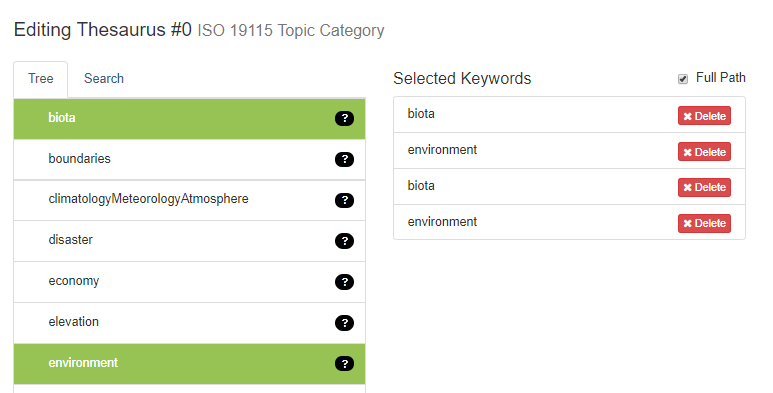 Editing Thesaurus #0 ISO 19115 Topic Category
Tree Search
biota ?
boundaries ?
climatologyMeteorologyAtmosphere ?
disaster ?
economy ?
elevation ?
environment ?
Selected Keywords Full Path
biota ✖ Delete
environment ✖ Delete
biota ✖ Delete
environment ✖ Delete